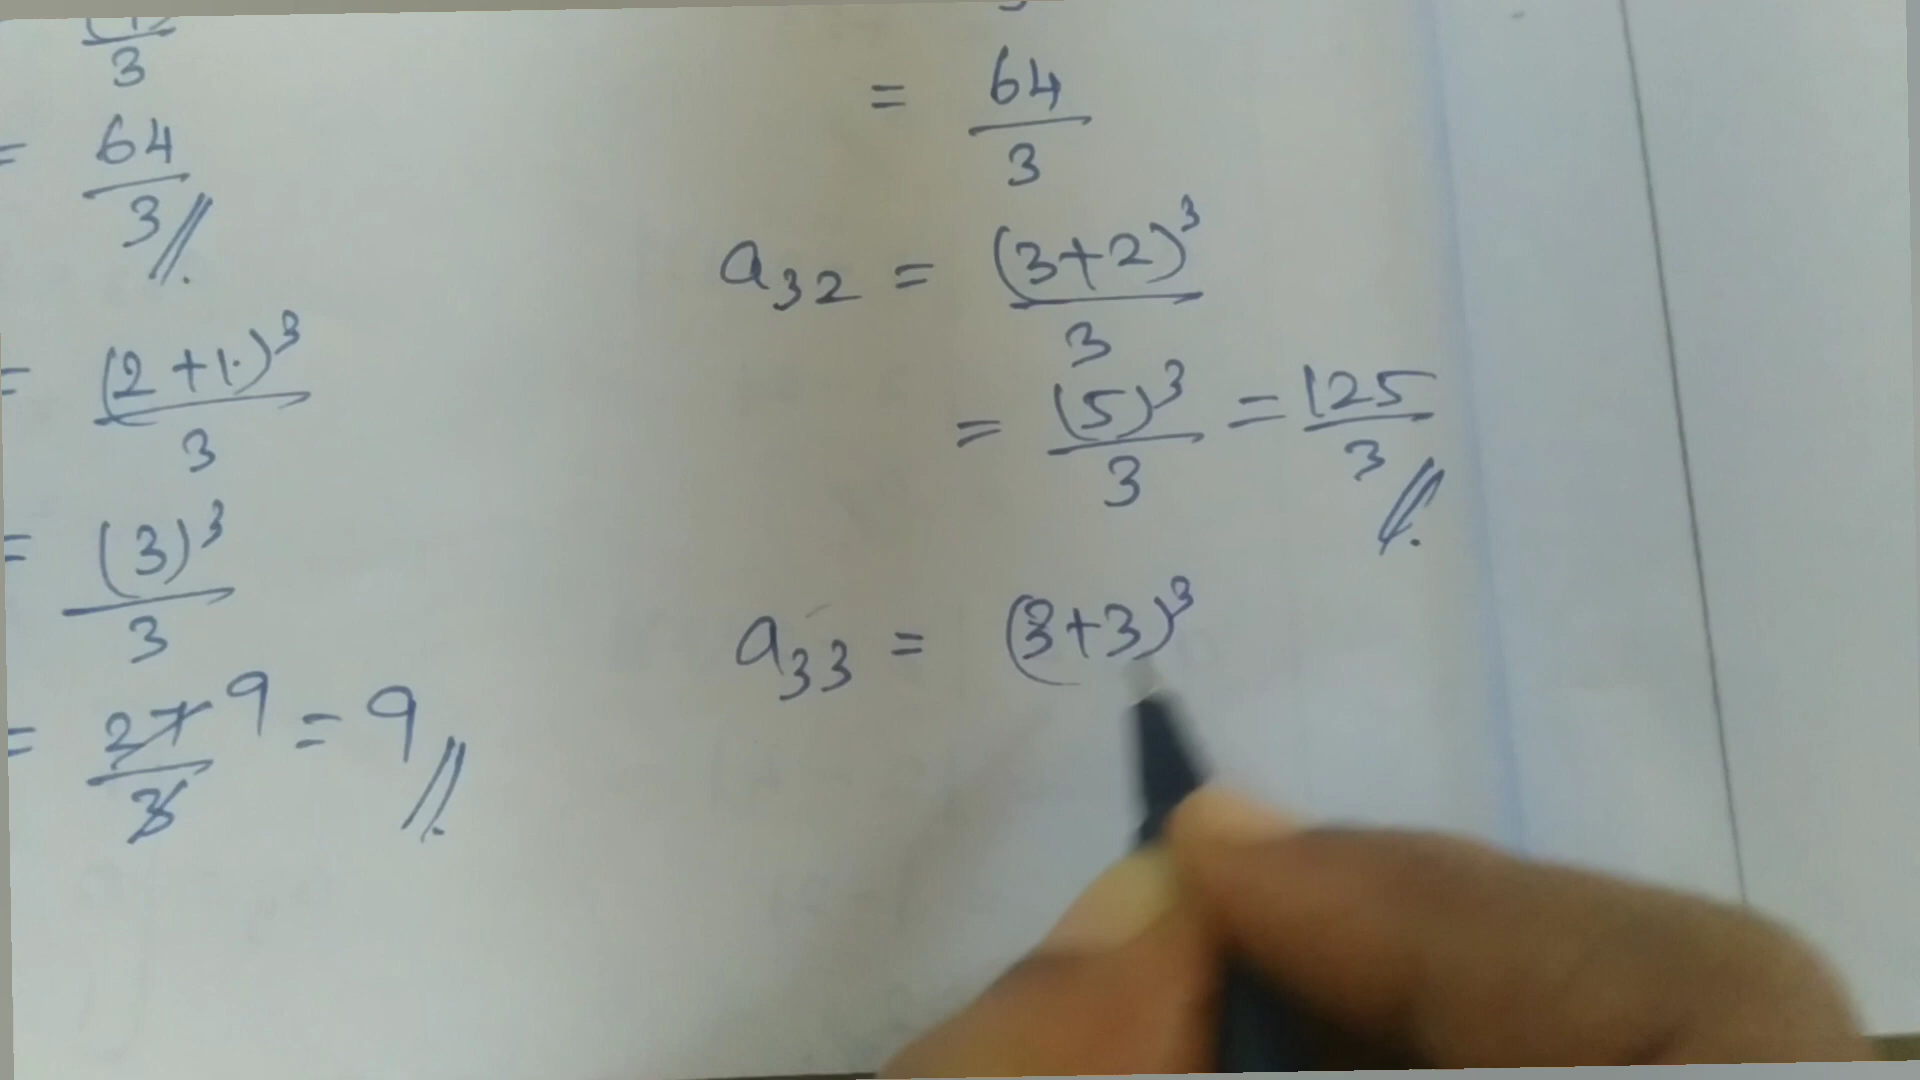 3
= 64/3
= (2+1)³/3
= (3)³/3
= 27/3 9 = 9
= 64/3
a₃₂ = (3+2)³/3
= (5)³/3 = 125/3
a₃₃ = (3+3)³